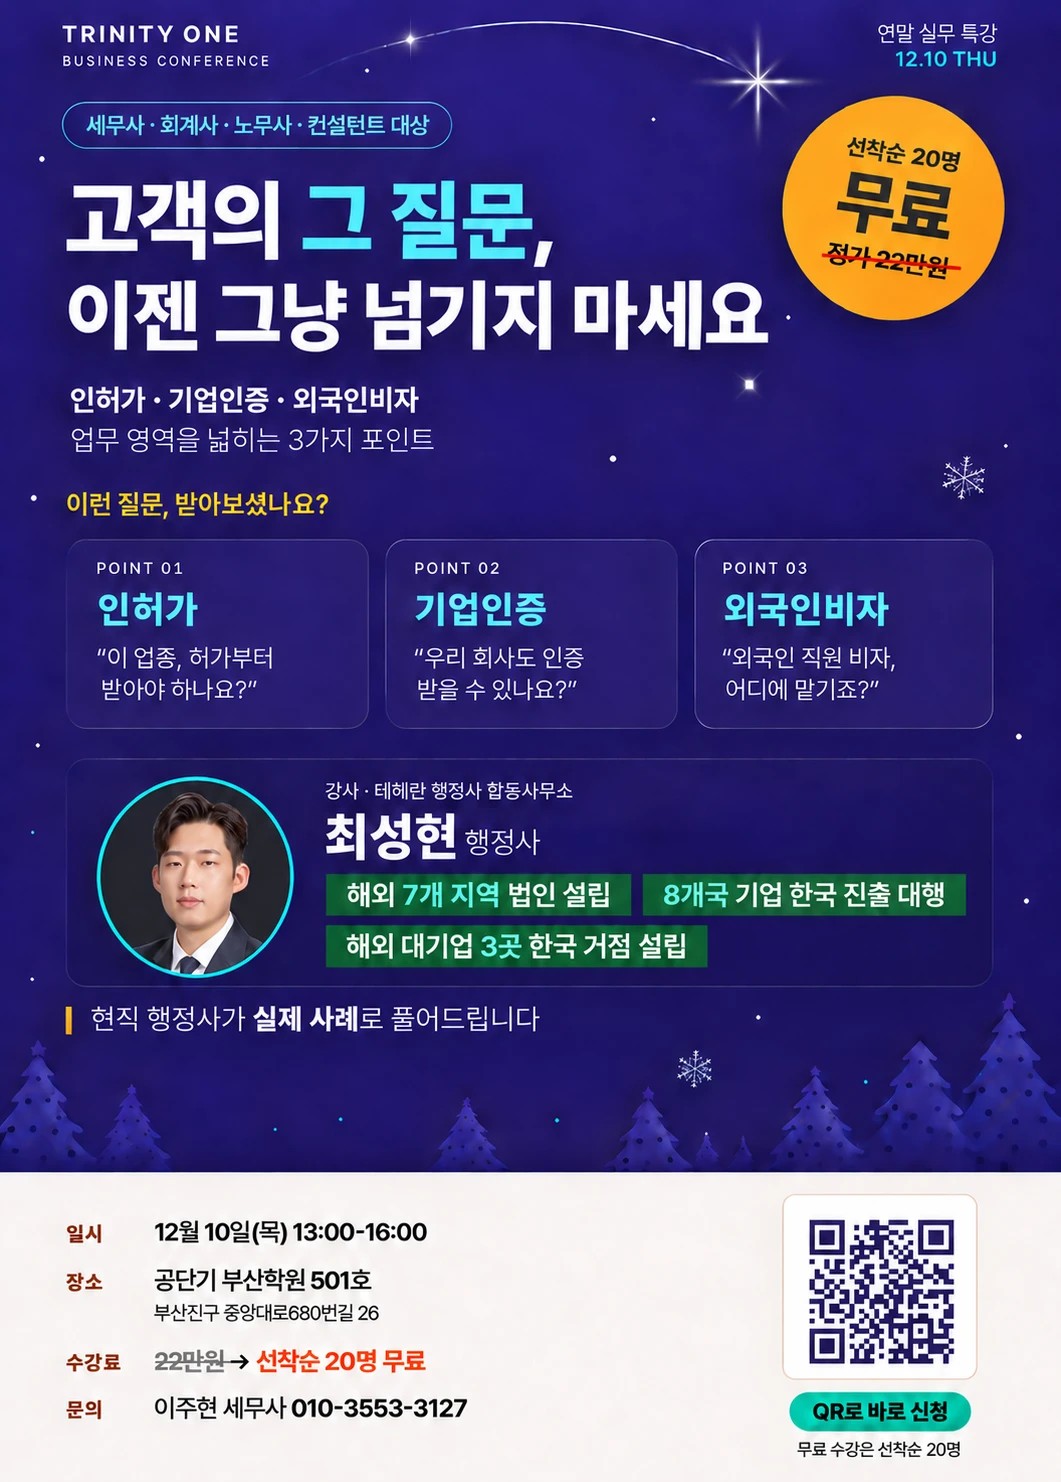 TRINITY ONE
BUSINESS CONFERENCE
연말 실무 특강
12.10 THU
세무사 · 회계사 · 노무사 · 컨설턴트 대상
선착순 20명
무료
정가 22만원
고객의 그 질문,
이젠 그냥 넘기지 마세요
인허가 · 기업인증 · 외국인비자
업무 영역을 넓히는 3가지 포인트
이런 질문, 받아보셨나요?
POINT 01
인허가
“이 업종, 허가부터
받아야 하나요?”
POINT 02
기업인증
“우리 회사도 인증
받을 수 있나요?”
POINT 03
외국인비자
“외국인 직원 비자,
어디에 맡기죠?”
강사 · 테헤란 행정사 합동사무소
최성현 행정사
해외 7개 지역 법인 설립
8개국 기업 한국 진출 대행
해외 대기업 3곳 한국 거점 설립
현직 행정사가 실제 사례로 풀어드립니다
일시 12월 10일(목) 13:00-16:00
장소 공단기 부산학원 501호
부산진구 중앙대로680번길 26
수강료 22만원 → 선착순 20명 무료
문의 이주현 세무사 010-3553-3127
QR로 바로 신청
무료 수강은 선착순 20명